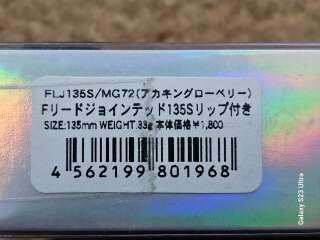 FLJ135S/MG72(アカキングローベリー)
Fリードジョインテッド135Sリップ付き
SIZE:135mm WEIGHT:33g 本体価格¥1,800
4 562199 801968
Galaxy S23 Ultra